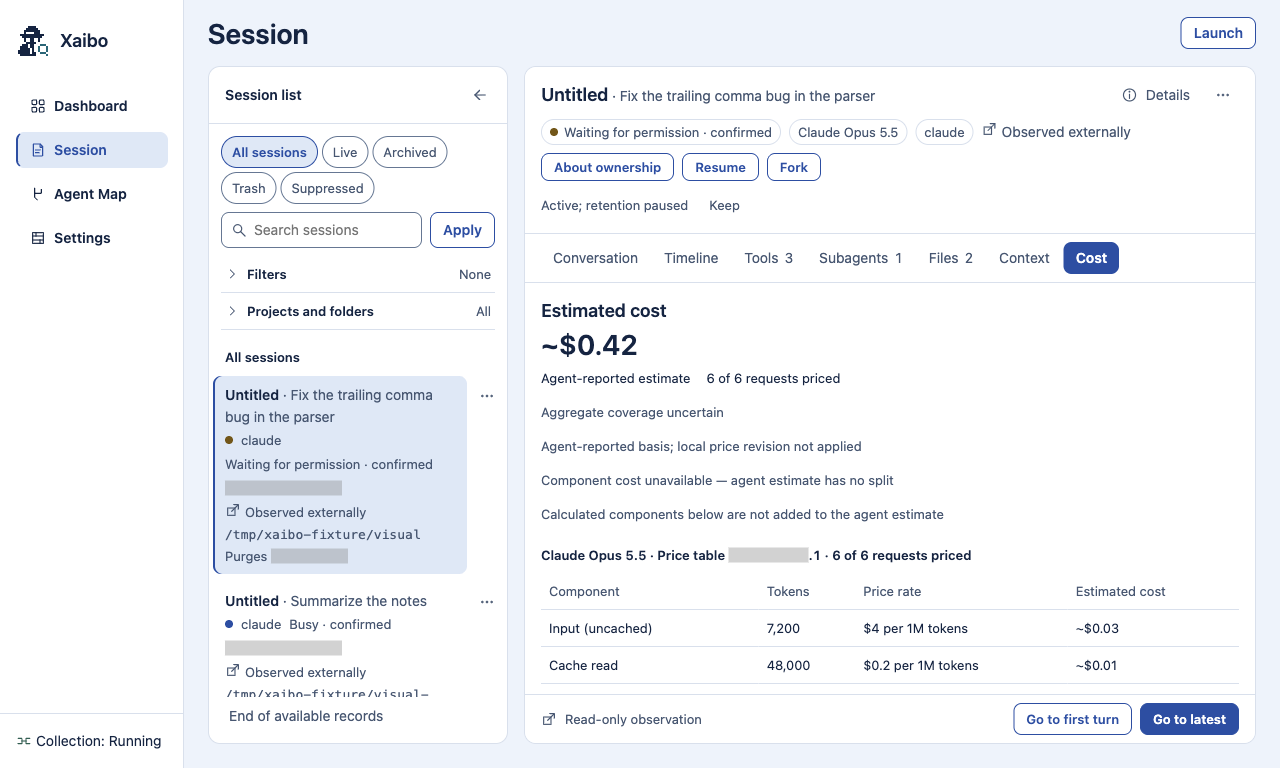 Xaibo
Dashboard
Session
Agent Map
Settings
Collection: Running
Session
Launch
Session list
All sessions
Live
Archived
Trash
Suppressed
Search sessions
Apply
Filters
None
Projects and folders
All
All sessions
Untitled · Fix the trailing comma
bug in the parser
claude
Waiting for permission · confirmed
Observed externally
/tmp/xaibo-fixture/visual
Purges
Untitled · Summarize the notes
claude Busy · confirmed
Observed externally
/tmp/xaibo-fixture/visual-
End of available records
Untitled · Fix the trailing comma bug in the parser
Details
Waiting for permission · confirmed
Claude Opus 5.5
claude
Observed externally
About ownership
Resume
Fork
Active; retention paused
Keep
Conversation
Timeline
Tools 3
Subagents 1
Files 2
Context
Cost
Estimated cost
~$0.42
Agent-reported estimate 6 of 6 requests priced
Aggregate coverage uncertain
Agent-reported basis; local price revision not applied
Component cost unavailable — agent estimate has no split
Calculated components below are not added to the agent estimate
Claude Opus 5.5 · Price table .1 · 6 of 6 requests priced
Component Tokens Price rate Estimated cost
Input (uncached) 7,200 $4 per 1M tokens ~$0.03
Cache read 48,000 $0.2 per 1M tokens ~$0.01
Read-only observation
Go to first turn
Go to latest